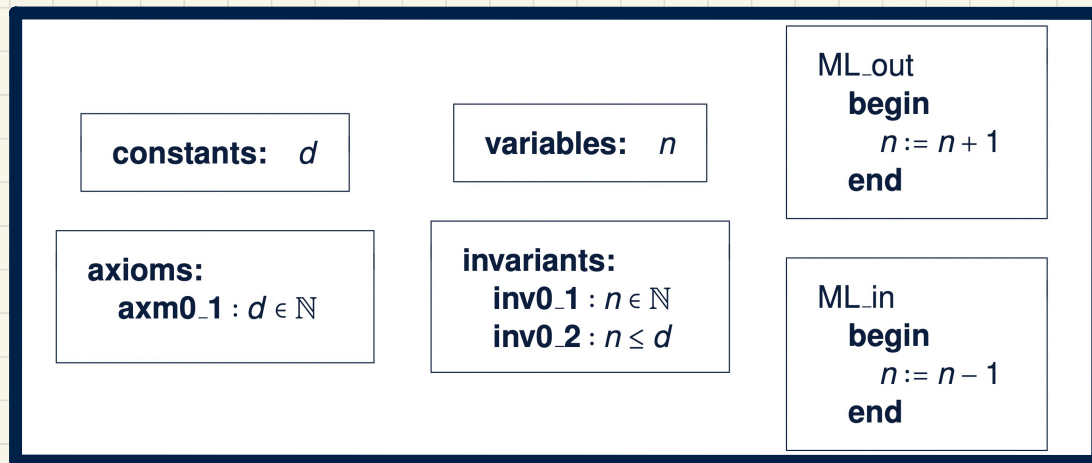 constants: d
axioms:
axm0_1 : d ∈ ℕ
variables: n
invariants:
inv0_1 : n ∈ ℕ
inv0_2 : n ≤ d
ML_out
begin
n := n + 1
end
ML_in
begin
n := n − 1
end